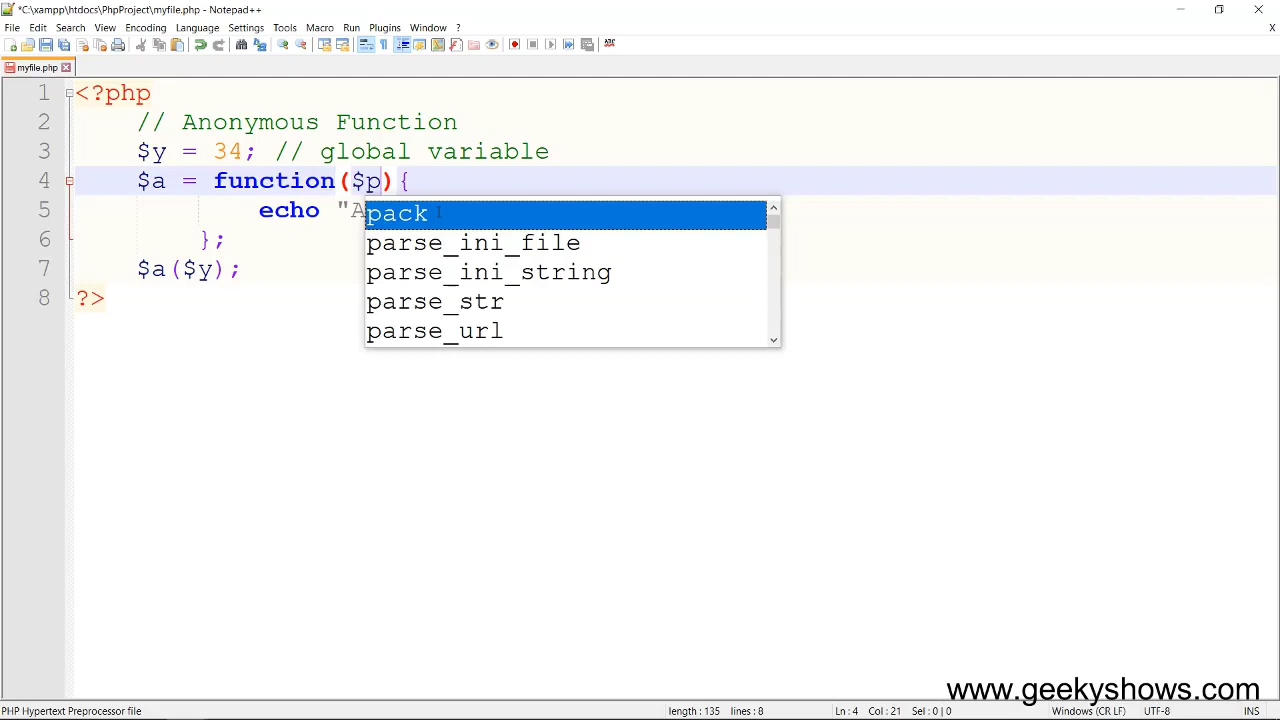 *C:\xampp\htdocs\PhpProject\myfile.php - Notepad++
File Edit Search View Encoding Language Settings Tools Macro Run Plugins Window ?
X
myfile.php
1 <?php
2 // Anonymous Function
3 $y = 34; // global variable
4 $a = function($p){
5 echo "A
6 };
7 $a($y);
8 ?>
pack
parse_ini_file
parse_ini_string
parse_str
parse_url
www.geekyshows.com
PHP Hypertext Preprocessor file length : 135 lines : 8 Ln : 4 Col : 21 Sel : 0 | 0 Windows (CR LF) UTF-8 INS